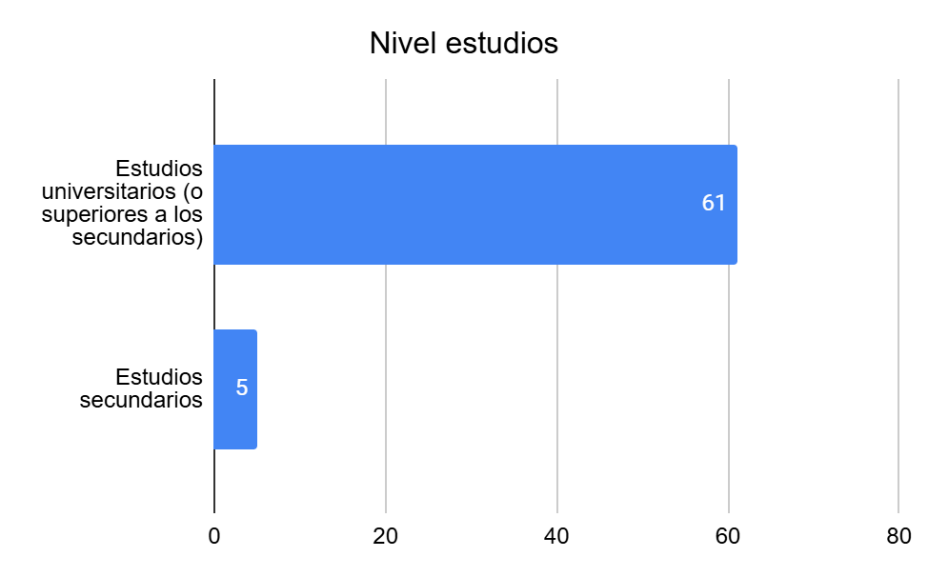 Nivel estudios
Estudios
universitarios (o
superiores a los
secundarios)
61
Estudios
secundarios
5
0 20 40 60 80